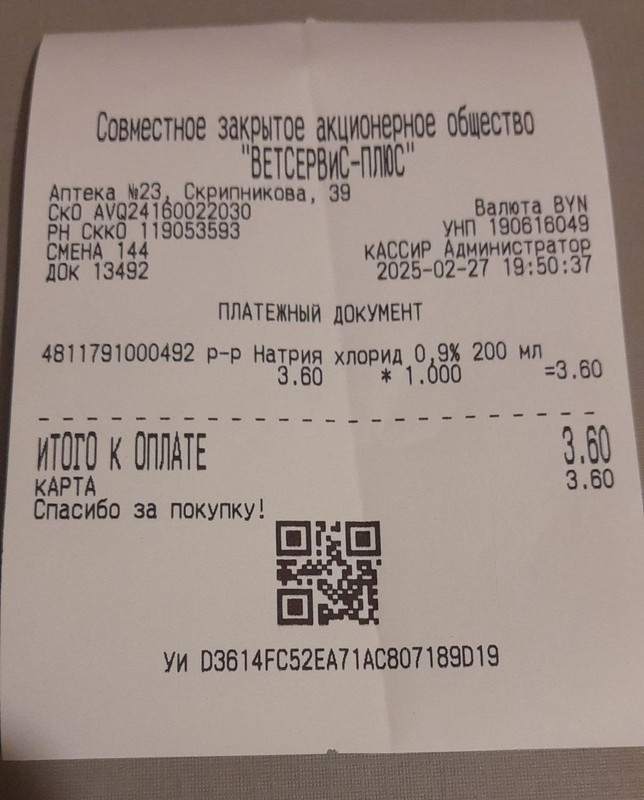 Совместное закрытое акционерное общество
"ВЕТСЕРВИС-ПЛЮС"
Аптека №23, Скрипникова, 39
СКО AVQ24160022030 Валюта BYN
РН СККО 119053593 УНП 190616049
СМЕНА 144 КАССИР Администратор
ДОК 13492 2025-02-27 19:50:37
ПЛАТЕЖНЫЙ ДОКУМЕНТ
4811791000492 р-р Натрия хлорид 0,9% 200 мл
3.60 * 1.000 =3.60
ИТОГО К ОПЛАТЕ 3.60
КАРТА 3.60
Спасибо за покупку!
УИ D3614FC52EA71AC807189D19